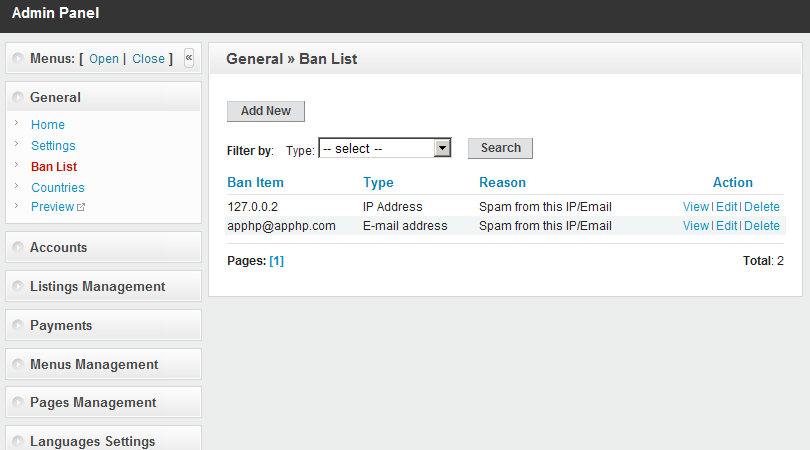 Admin Panel
Menus: [ Open | Close ] «
General
Home
Settings
Ban List
Countries
Preview
Accounts
Listings Management
Payments
Menus Management
Pages Management
Languages Settings
General » Ban List
Add New
Filter by: Type: -- select -- Search
Ban Item Type Reason Action
127.0.0.2 IP Address Spam from this IP/Email View | Edit | Delete
apphp@apphp.com E-mail address Spam from this IP/Email View | Edit | Delete
Pages: [1] Total: 2